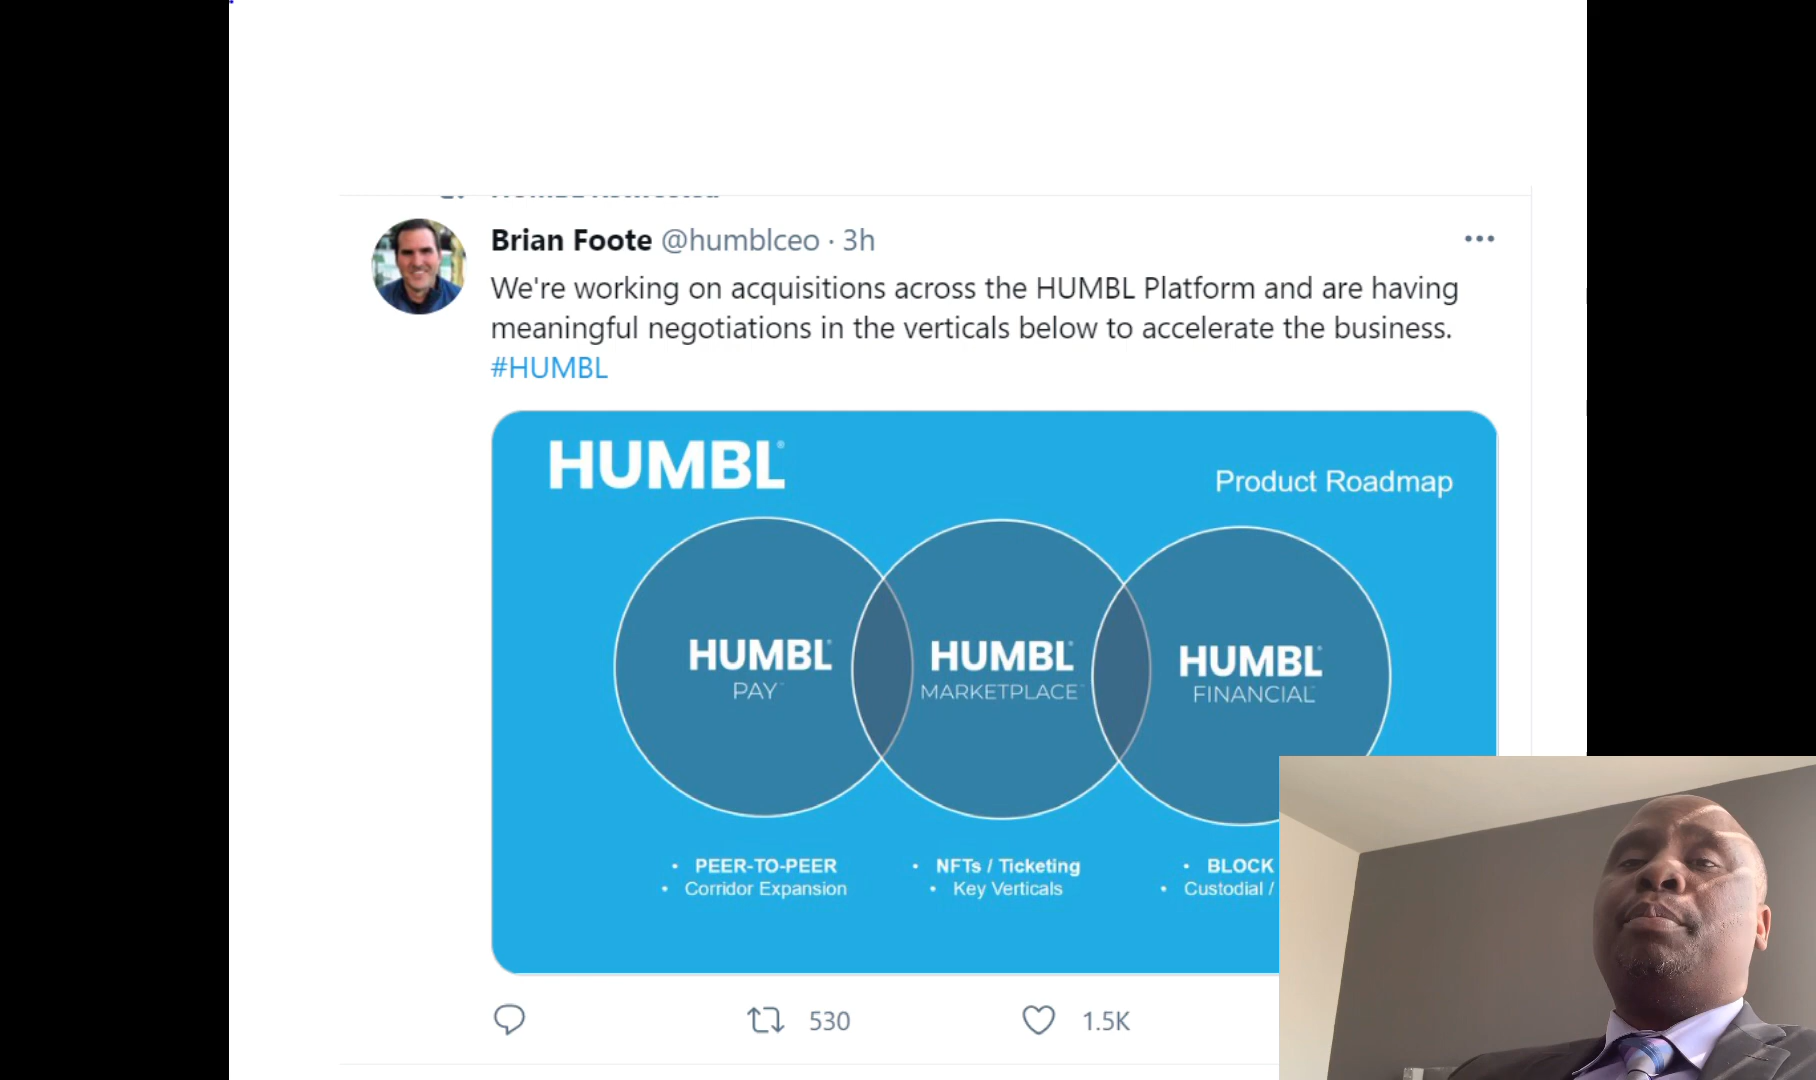 Brian Foote @humblceo · 3h
We're working on acquisitions across the HUMBL Platform and are having
meaningful negotiations in the verticals below to accelerate the business.
#HUMBL
HUMBL
Product Roadmap
HUMBL
PAY
HUMBL
MARKETPLACE
HUMBL
FINANCIAL
• PEER-TO-PEER
• Corridor Expansion
• NFTs / Ticketing
• Key Verticals
• BLOCK
• Custodial /
530
1.5K